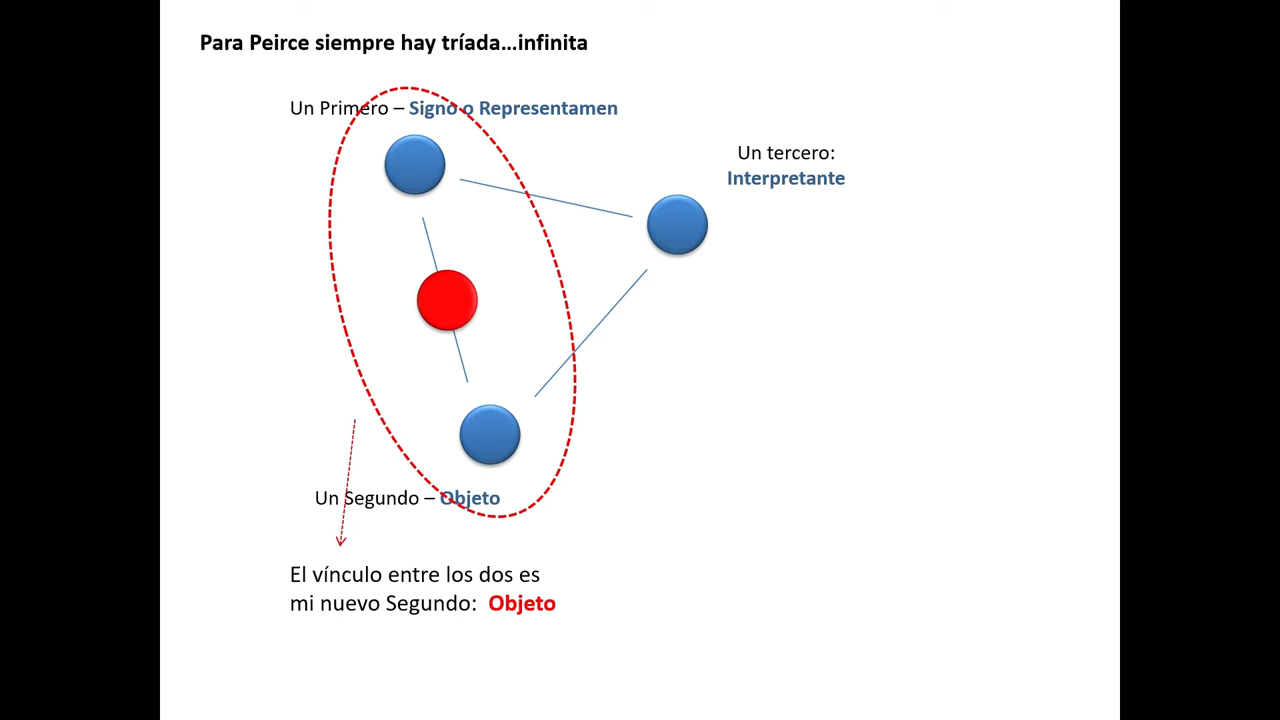 Para Peirce siempre hay tríada...infinita
Un Primero – Signo o Representamen
Un tercero:
Interpretante
Un Segundo – Objeto
El vínculo entre los dos es
mi nuevo Segundo: Objeto